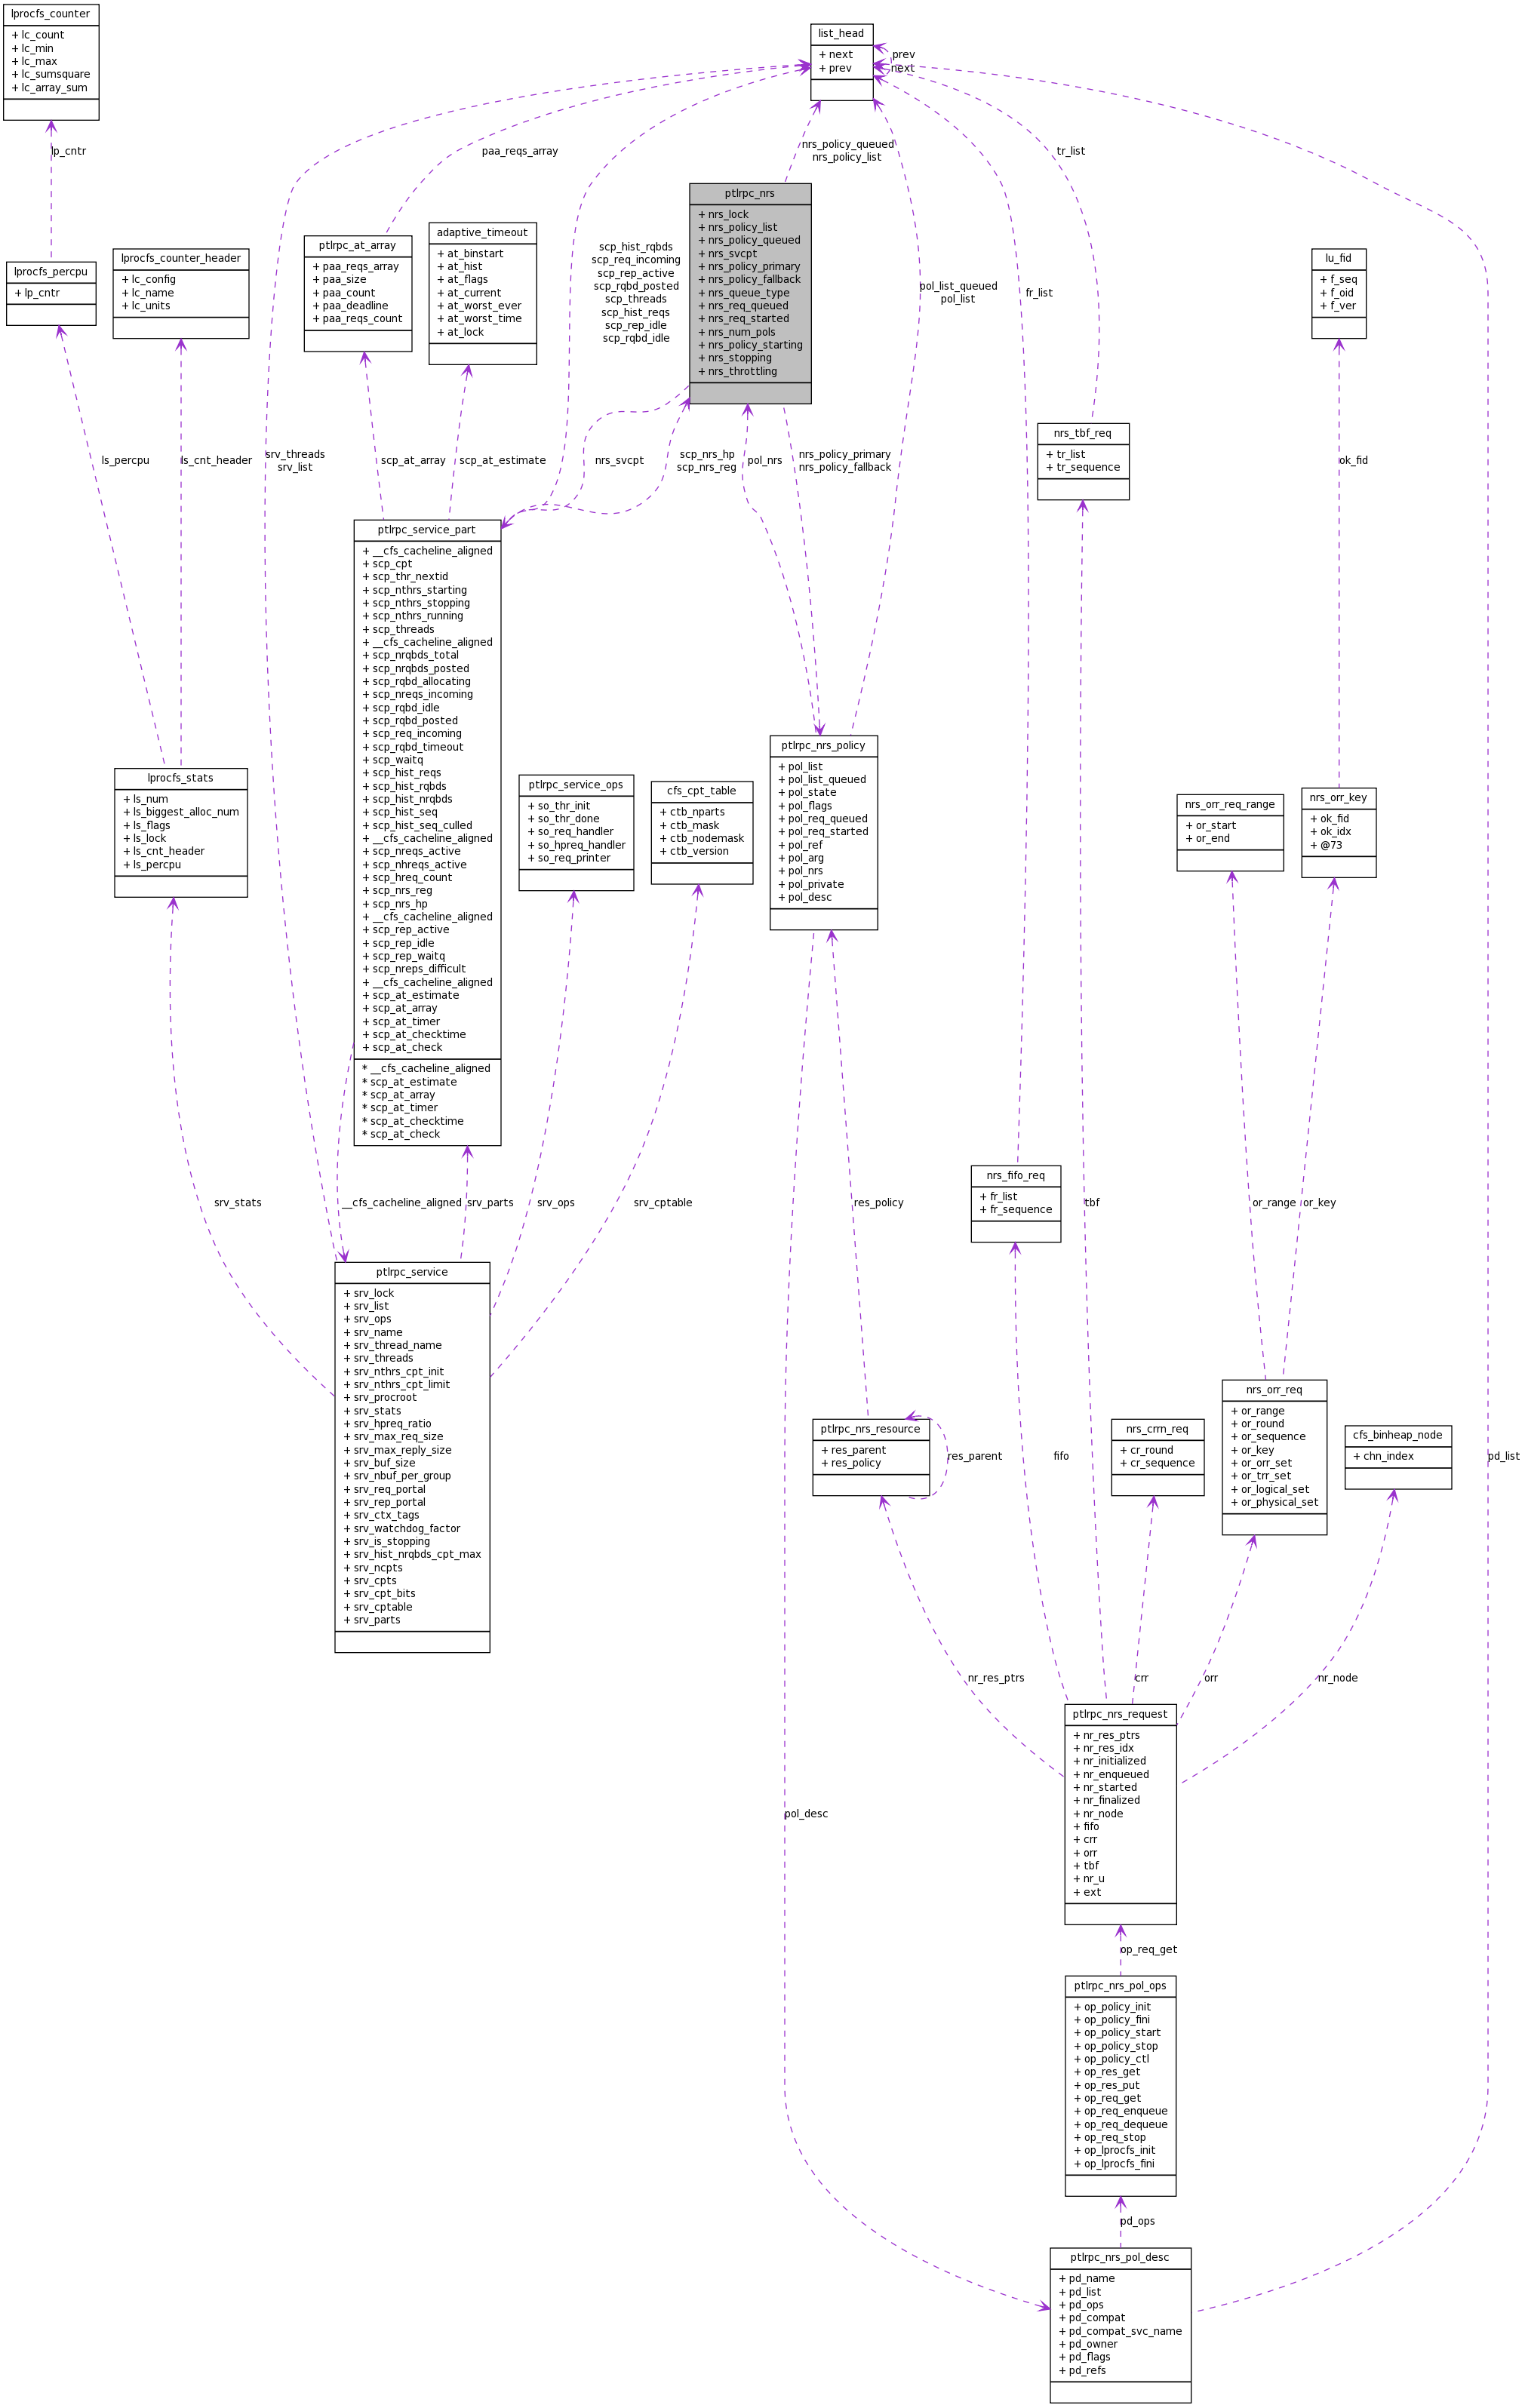 lprocfs_counter
+ lc_count
+ lc_min
+ lc_max
+ lc_sumsquare
+ lc_array_sum
list_head
+ next
+ prev
prev
next
lp_cntr
paa_reqs_array
nrs_policy_queued
nrs_policy_list
tr_list
lprocfs_percpu
+ lp_cntr
lprocfs_counter_header
+ lc_config
+ lc_name
+ lc_units
ptlrpc_at_array
+ paa_reqs_array
+ paa_size
+ paa_count
+ paa_deadline
+ paa_reqs_count
adaptive_timeout
+ at_binstart
+ at_hist
+ at_flags
+ at_current
+ at_worst_ever
+ at_worst_time
+ at_lock
scp_hist_rqbds
scp_req_incoming
scp_rep_active
scp_rqbd_posted
scp_threads
scp_hist_reqs
scp_rep_idle
scp_rqbd_idle
ptlrpc_nrs
+ nrs_lock
+ nrs_policy_list
+ nrs_policy_queued
+ nrs_svcpt
+ nrs_policy_primary
+ nrs_policy_fallback
+ nrs_queue_type
+ nrs_req_queued
+ nrs_req_started
+ nrs_num_pols
+ nrs_policy_starting
+ nrs_stopping
+ nrs_throttling
pol_list_queued
pol_list
fr_list
lu_fid
+ f_seq
+ f_oid
+ f_ver
nrs_tbf_req
+ tr_list
+ tr_sequence
ls_percpu
ls_cnt_header
srv_threads
srv_list
scp_at_array
scp_at_estimate
nrs_svcpt
scp_nrs_hp
scp_nrs_reg
pol_nrs
nrs_policy_primary
nrs_policy_fallback
ok_fid
ptlrpc_service_part
+ __cfs_cacheline_aligned
+ scp_cpt
+ scp_thr_nextid
+ scp_nthrs_starting
+ scp_nthrs_stopping
+ scp_nthrs_running
+ scp_threads
+ __cfs_cacheline_aligned
+ scp_nrqbds_total
+ scp_nrqbds_posted
+ scp_rqbd_allocating
+ scp_nreqs_incoming
+ scp_rqbd_idle
+ scp_rqbd_posted
+ scp_req_incoming
+ scp_rqbd_timeout
+ scp_waitq
+ scp_hist_reqs
+ scp_hist_rqbds
+ scp_hist_nrqbds
+ scp_hist_seq
+ scp_hist_seq_culled
+ __cfs_cacheline_aligned
+ scp_nreqs_active
+ scp_nhreqs_active
+ scp_hreq_count
+ scp_nrs_reg
+ scp_nrs_hp
+ __cfs_cacheline_aligned
+ scp_rep_active
+ scp_rep_idle
+ scp_rep_waitq
+ scp_nreps_difficult
+ __cfs_cacheline_aligned
+ scp_at_estimate
+ scp_at_array
+ scp_at_timer
+ scp_at_checktime
+ scp_at_check
* __cfs_cacheline_aligned
* scp_at_estimate
* scp_at_array
* scp_at_timer
* scp_at_checktime
* scp_at_check
lprocfs_stats
+ ls_num
+ ls_biggest_alloc_num
+ ls_flags
+ ls_lock
+ ls_cnt_header
+ ls_percpu
ptlrpc_service_ops
+ so_thr_init
+ so_thr_done
+ so_req_handler
+ so_hpreq_handler
+ so_req_printer
cfs_cpt_table
+ ctb_nparts
+ ctb_mask
+ ctb_nodemask
+ ctb_version
ptlrpc_nrs_policy
+ pol_list
+ pol_list_queued
+ pol_state
+ pol_flags
+ pol_req_queued
+ pol_req_started
+ pol_ref
+ pol_arg
+ pol_nrs
+ pol_private
+ pol_desc
nrs_orr_req_range
+ or_start
+ or_end
nrs_orr_key
+ ok_fid
+ ok_idx
+ @73
srv_stats
__cfs_cacheline_aligned
srv_parts
srv_ops
srv_cptable
res_policy
nrs_fifo_req
+ fr_list
+ fr_sequence
tbf
or_range
or_key
ptlrpc_service
+ srv_lock
+ srv_list
+ srv_ops
+ srv_name
+ srv_thread_name
+ srv_threads
+ srv_nthrs_cpt_init
+ srv_nthrs_cpt_limit
+ srv_procroot
+ srv_stats
+ srv_hpreq_ratio
+ srv_max_req_size
+ srv_max_reply_size
+ srv_buf_size
+ srv_nbuf_per_group
+ srv_req_portal
+ srv_rep_portal
+ srv_ctx_tags
+ srv_watchdog_factor
+ srv_is_stopping
+ srv_hist_nrqbds_cpt_max
+ srv_ncpts
+ srv_cpts
+ srv_cpt_bits
+ srv_cptable
+ srv_parts
ptlrpc_nrs_resource
+ res_parent
+ res_policy
res_parent
fifo
nrs_crrn_req
+ cr_round
+ cr_sequence
nrs_orr_req
+ or_range
+ or_round
+ or_sequence
+ or_key
+ or_orr_set
+ or_trr_set
+ or_logical_set
+ or_physical_set
cfs_binheap_node
+ chn_index
pd_list
nr_res_ptrs
crr
orr
nr_node
ptlrpc_nrs_request
+ nr_res_ptrs
+ nr_res_idx
+ nr_initialized
+ nr_enqueued
+ nr_started
+ nr_finalized
+ nr_node
+ fifo
+ crr
+ orr
+ tbf
+ nr_u
+ ext
pol_desc
op_req_get
ptlrpc_nrs_pol_ops
+ op_policy_init
+ op_policy_fini
+ op_policy_start
+ op_policy_stop
+ op_policy_ctl
+ op_res_get
+ op_res_put
+ op_req_get
+ op_req_enqueue
+ op_req_dequeue
+ op_req_stop
+ op_lprocfs_init
+ op_lprocfs_fini
pd_ops
ptlrpc_nrs_pol_desc
+ pd_name
+ pd_list
+ pd_ops
+ pd_compat
+ pd_compat_svc_name
+ pd_owner
+ pd_flags
+ pd_refs